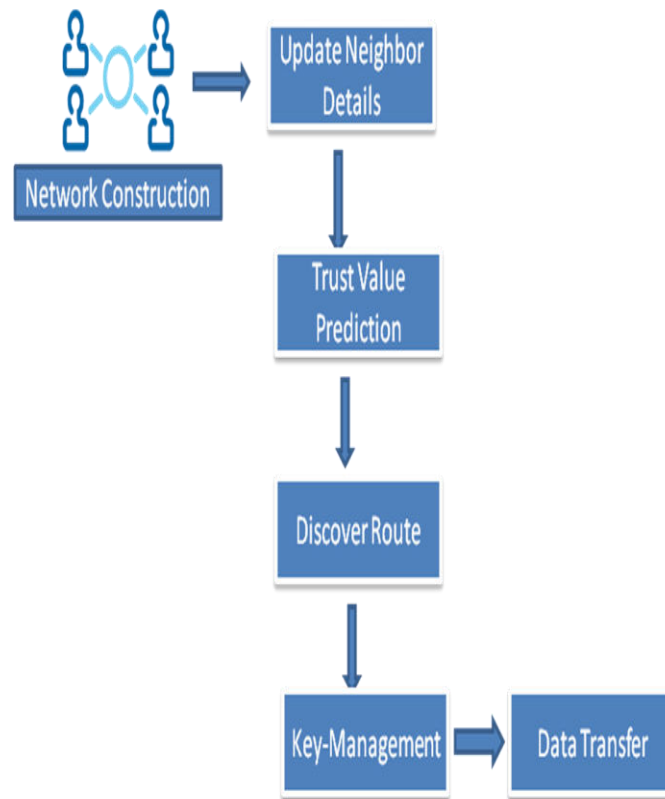 Network Construction
Update Neighbor
Details
Trust Value
Prediction
Discover Route
Key-Management
Data Transfer